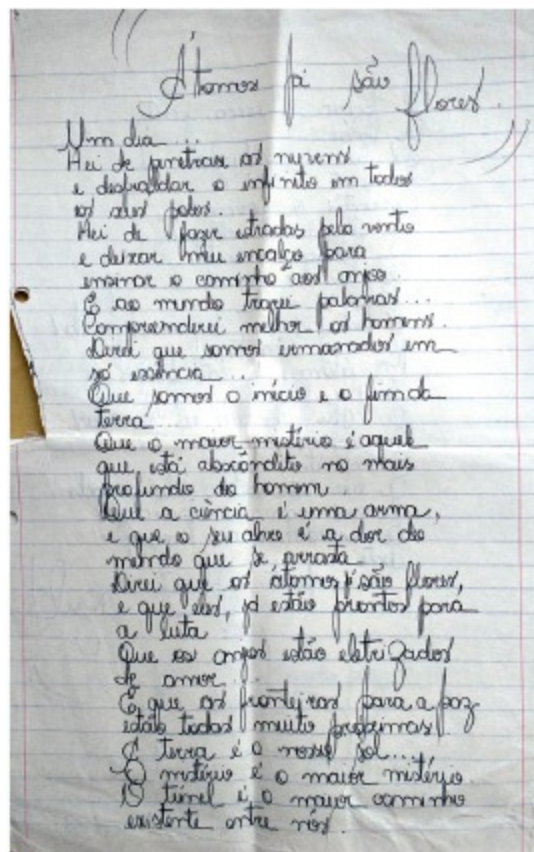 "Átomos já são flores"
Um dia...
Hei de penetrar as nuvens
e desfraldar o infinito em todos
os seus polos.
Hei de fazer estradas pelo vento
e deixar meu encalço para
ensinar o caminho aos anjos.
E ao mundo trarei palavras...
Compreenderei melhor os homens.
Direi que somos irmanados em
só essência...
Que somos o início e o fim da
terra
Que o maior mistério é aquele
que está abscôndito no mais
profundo do homem
Que a ciência é uma arma,
e que o seu alvo é a dor do
mundo que se arrasta
Direi que os átomos já são flores,
e que eles, já estão prontos para
a luta
Que os anjos estão eletrizados
de amor
E que as fronteiras para a paz
estão todas muito próximas.
A terra é o nosso sol...
O mistério é o maior mistério.
O túnel é o maior caminho
existente entre nós.